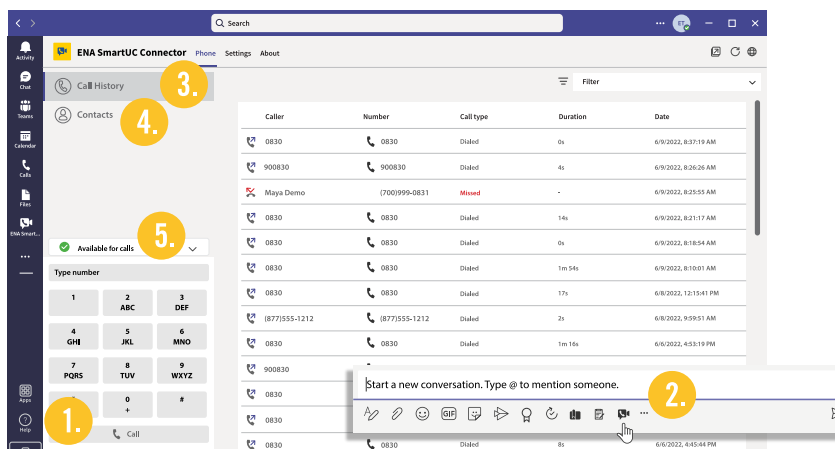 Search
ET
Activity
Chat
Teams
Calendar
Calls
Files
ENA Smart...
Apps
Help
ENA SmartUC Connector Phone Settings About
Call History
3.
Contacts
4.
Available for calls
5.
Type number
1 2 3
ABC DEF
4 5 6
GHI JKL MNO
7 8 9
PQRS TUV WXYZ
0 #
+
1.
Call
Filter
Caller Number Call type Duration Date
0830 0830 Dialed 0s 6/9/2022, 8:37:19 AM
900830 900830 Dialed 4s 6/9/2022, 8:26:26 AM
Maya Demo (700)999-0831 Missed - 6/9/2022, 8:25:55 AM
0830 0830 Dialed 14s 6/9/2022, 8:21:17 AM
0830 0830 Dialed 0s 6/9/2022, 8:18:54 AM
0830 0830 Dialed 1m 54s 6/9/2022, 8:10:01 AM
0830 0830 Dialed 17s 6/8/2022, 12:15:41 PM
(877)555-1212 (877)555-1212 Dialed 2s 6/8/2022, 9:59:51 AM
0830 0830 Dialed 1m 16s 6/6/2022, 4:53:19 PM
900830
0830
0830
0830 0830 Dialed 8s 6/6/2022, 4:45:44 PM
Start a new conversation. Type @ to mention someone.
2.
GIF